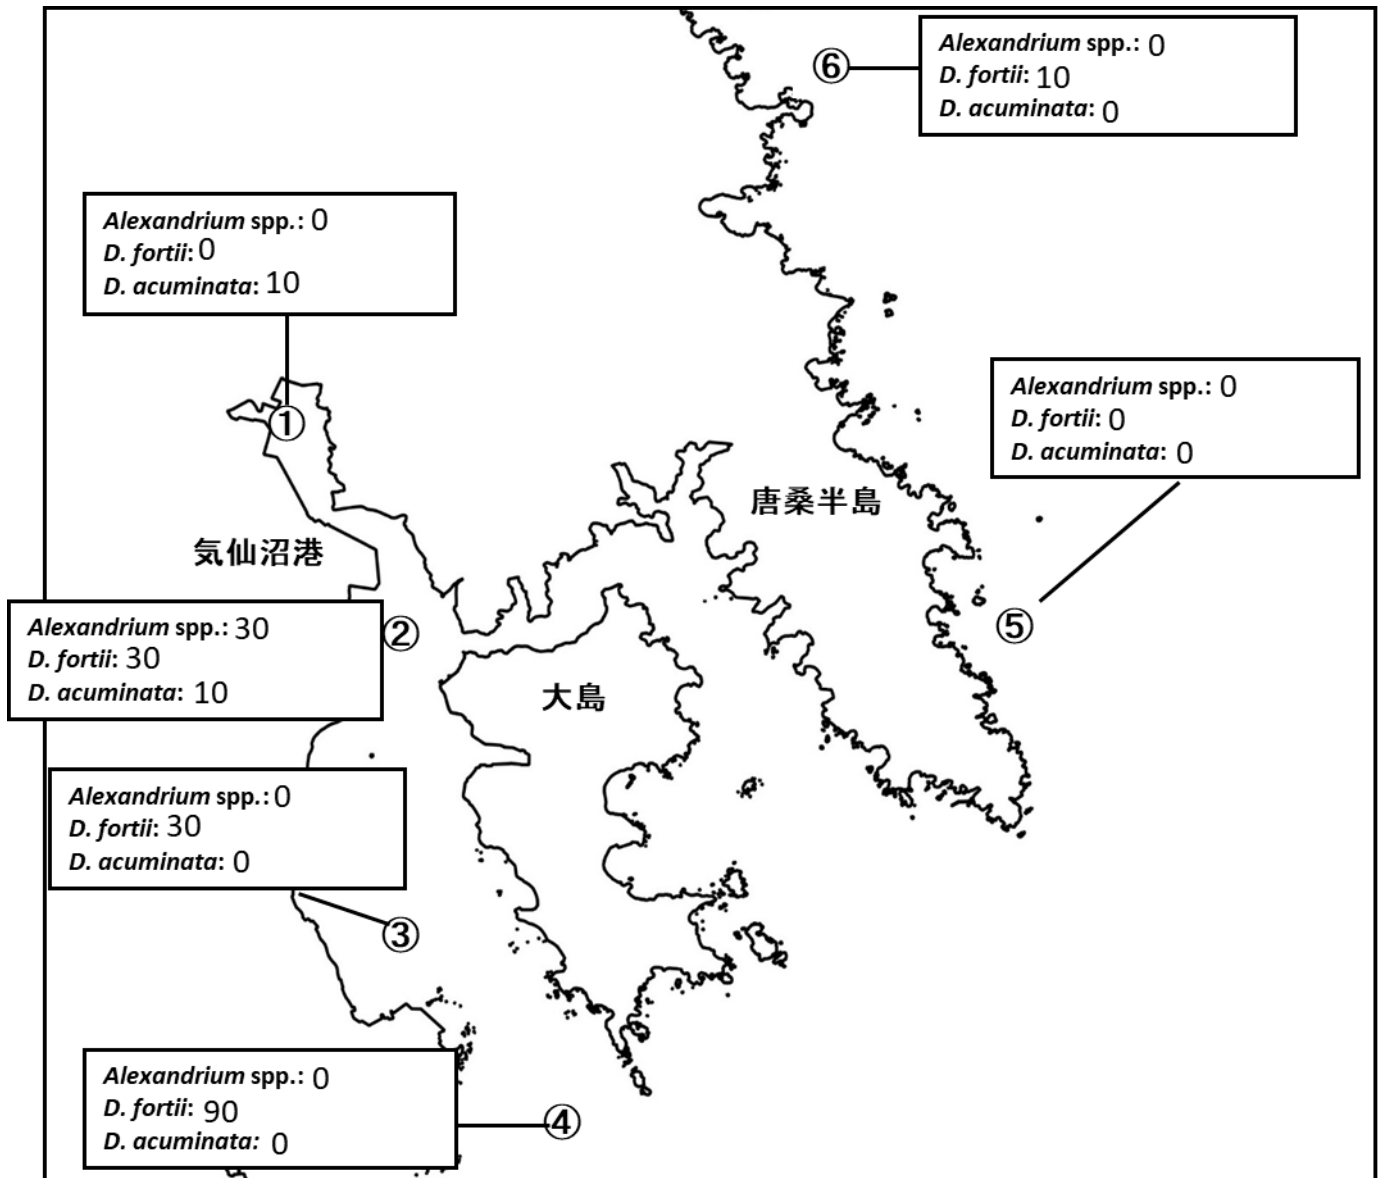 ⑥
Alexandrium spp.: 0
D. fortii: 10
D. acuminata: 0
Alexandrium spp.: 0
D. fortii: 0
D. acuminata: 10
①
Alexandrium spp.: 0
D. fortii: 0
D. acuminata: 0
唐桑半島
気仙沼港
⑤
Alexandrium spp.: 30
D. fortii: 30
D. acuminata: 10
②
大島
Alexandrium spp.: 0
D. fortii: 30
D. acuminata: 0
③
Alexandrium spp.: 0
D. fortii: 90
D. acuminata: 0
④